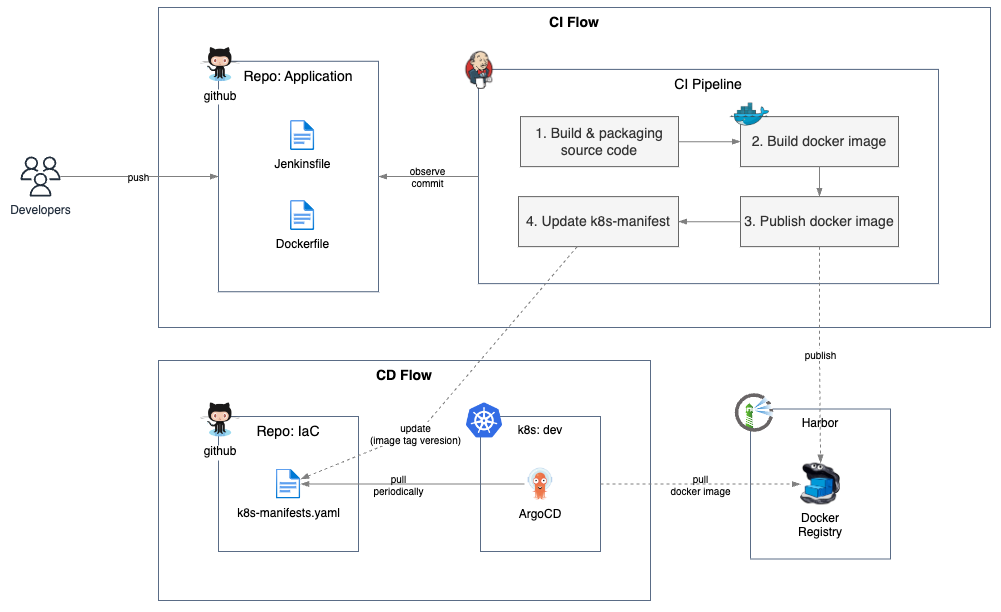 CI Flow
Repo: Application
github
Jenkinsfile
Dockerfile
Developers
push
observe
commit
CI Pipeline
1. Build & packaging
source code
2. Build docker image
4. Update k8s-manifest
3. Publish docker image
publish
CD Flow
Repo: IaC
github
k8s-manifests.yaml
update
(image tag veresion)
pull
periodically
k8s: dev
ArgoCD
pull
docker image
Harbor
Docker
Registry